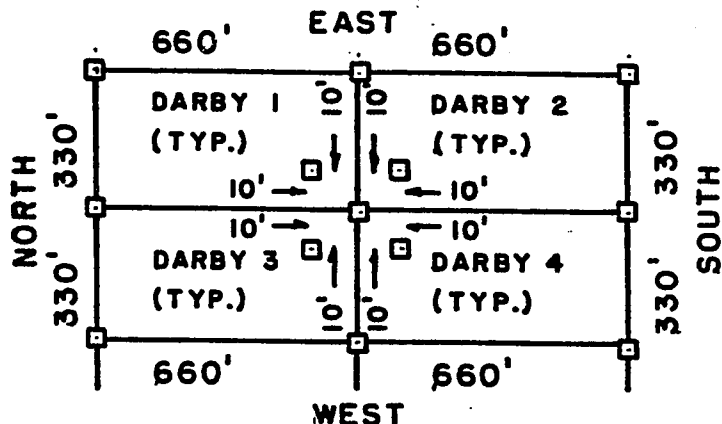 EAST
660' 660'
DARBY 1 10' 10' DARBY 2
(TYP.) (TYP.)
330' 330'
10' 10'
NORTH SOUTH
10' 10'
DARBY 3 DARBY 4
(TYP.) (TYP.)
330' 10' 10' 330'
660' 660'
WEST